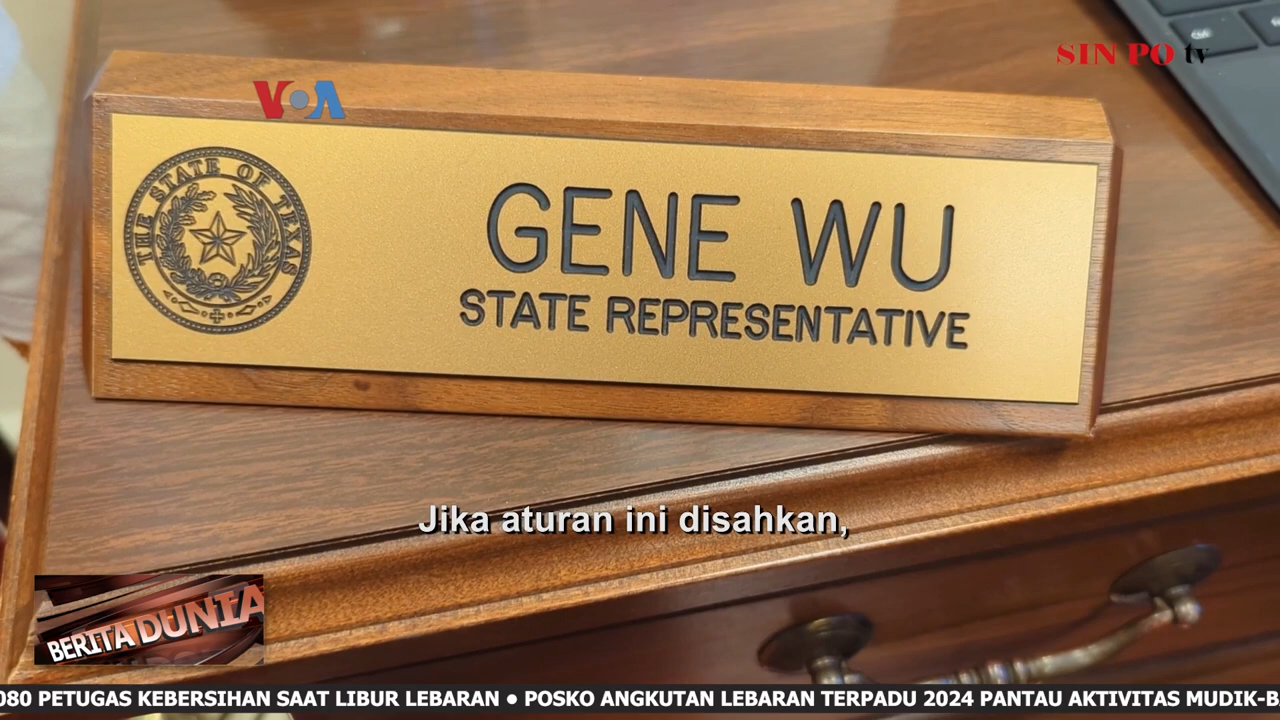 SIN PO tv
VOA
THE STATE OF TEXAS
GENE WU
STATE REPRESENTATIVE
Jika aturan ini disahkan,
BERITA DUNIA
080 PETUGAS KEBERSIHAN SAAT LIBUR LEBARAN ● POSKO ANGKUTAN LEBARAN TERPADU 2024 PANTAU AKTIVITAS MUDIK-B